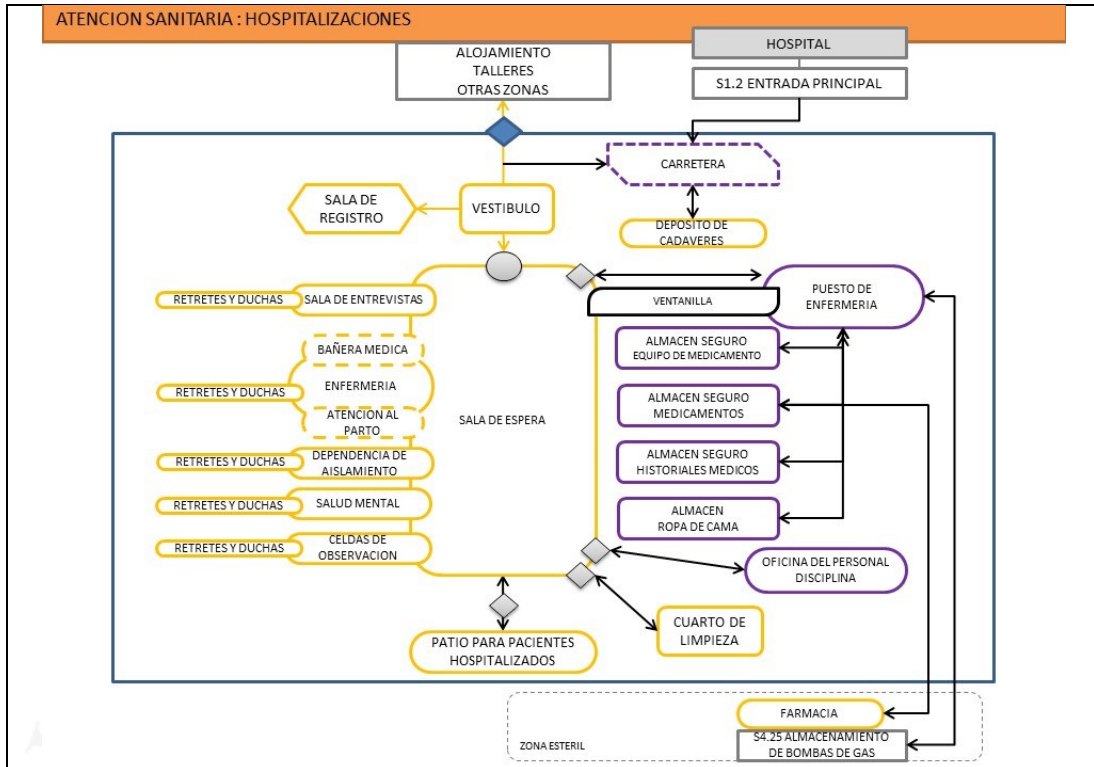 ATENCION SANITARIA : HOSPITALIZACIONES
ALOJAMIENTO
TALLERES
OTRAS ZONAS
HOSPITAL
S1.2 ENTRADA PRINCIPAL
CARRETERA
SALA DE
REGISTRO
VESTIBULO
DEPOSITO DE
CADAVERES
RETRETES Y DUCHAS
SALA DE ENTREVISTAS
VENTANILLA
PUESTO DE
ENFERMERIA
BAÑERA MEDICA
RETRETES Y DUCHAS
ENFERMERIA
ATENCION AL
PARTO
SALA DE ESPERA
ALMACEN SEGURO
EQUIPO DE MEDICAMENTO
ALMACEN SEGURO
MEDICAMENTOS
RETRETES Y DUCHAS
DEPENDENCIA DE
AISLAMIENTO
ALMACEN SEGURO
HISTORIALES MEDICOS
RETRETES Y DUCHAS
SALUD MENTAL
ALMACEN
ROPA DE CAMA
RETRETES Y DUCHAS
CELDAS DE
OBSERVACION
OFICINA DEL PERSONAL
DISCIPLINA
CUARTO DE
LIMPIEZA
PATIO PARA PACIENTES
HOSPITALIZADOS
FARMACIA
ZONA ESTERIL
S4.25 ALMACENAMIENTO
DE BOMBAS DE GAS